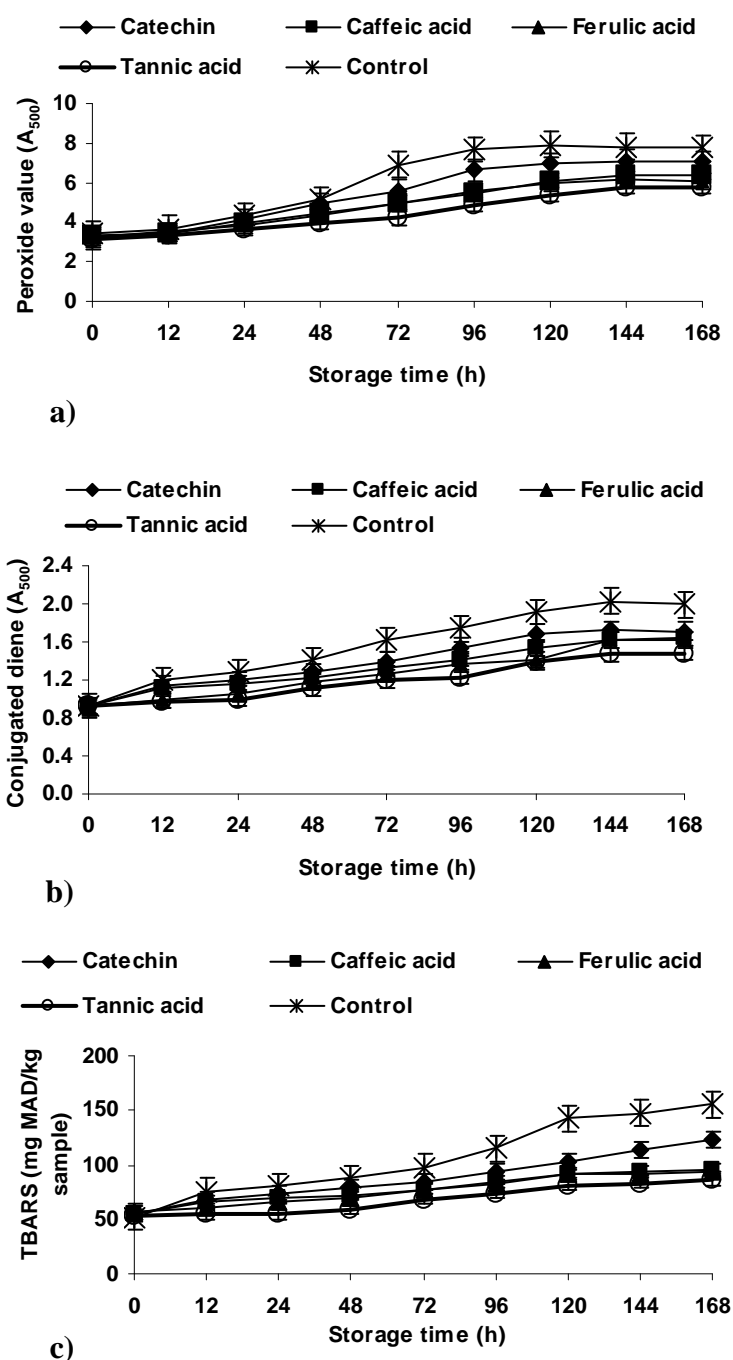 Catechin Caffeic acid Ferulic acid
Tannic acid Control
Peroxide value (A500)
10
8
6
4
2
0
0 12 24 48 72 96 120 144 168
Storage time (h)
a)
Catechin Caffeic acid Ferulic acid
Tannic acid Control
Conjugated diene (A500)
2.4
2.0
1.6
1.2
0.8
0.4
0.0
0 12 24 48 72 96 120 144 168
Storage time (h)
b)
Catechin Caffeic acid Ferulic acid
Tannic acid Control
TBARS (mg MAD/kg
sample)
200
150
100
50
0
0 12 24 48 72 96 120 144 168
Storage time (h)
c)